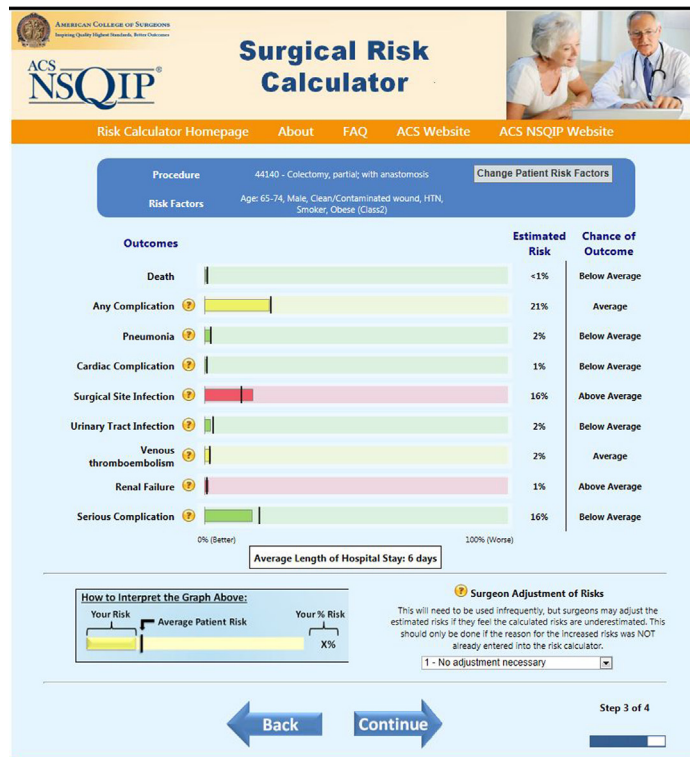 AMERICAN COLLEGE OF SURGEONS
Inspiring Quality: Highest Standards, Better Outcomes
ACS
NSQIP®
Surgical Risk
Calculator
Risk Calculator Homepage About FAQ ACS Website ACS NSQIP Website
Procedure 44140 - Colectomy, partial; with anastomosis Change Patient Risk Factors
Risk Factors Age: 65-74, Male, Clean/Contaminated wound, HTN,
Smoker, Obese (Class2)
Outcomes Estimated Risk Chance of Outcome
Death <1% Below Average
Any Complication ? 21% Average
Pneumonia ? 2% Below Average
Cardiac Complication ? 1% Below Average
Surgical Site Infection ? 16% Above Average
Urinary Tract Infection ? 2% Below Average
Venous
thromboembolism ? 2% Average
Renal Failure ? 1% Above Average
Serious Complication ? 16% Below Average
0% (Better) 100% (Worse)
Average Length of Hospital Stay: 6 days
How to Interpret the Graph Above:
Your Risk Average Patient Risk Your % Risk
X%
? Surgeon Adjustment of Risks
This will need to be used infrequently, but surgeons may adjust the
estimated risks if they feel the calculated risks are underestimated. This
should only be done if the reason for the increased risks was NOT
already entered into the risk calculator.
1 - No adjustment necessary
Back Continue
Step 3 of 4